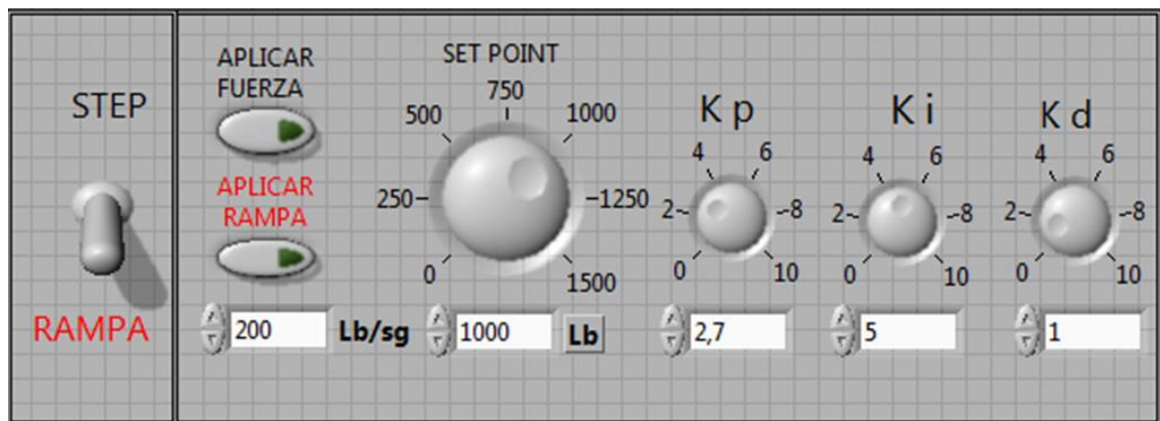 STEP
RAMPA
APLICAR
FUERZA
APLICAR
RAMPA
200 Lb/sg
SET POINT
0 250 500 750 1000 1250 1500
1000 Lb
K p
0 2 4 6 8 10
2,7
K i
0 2 4 6 8 10
5
K d
0 2 4 6 8 10
1